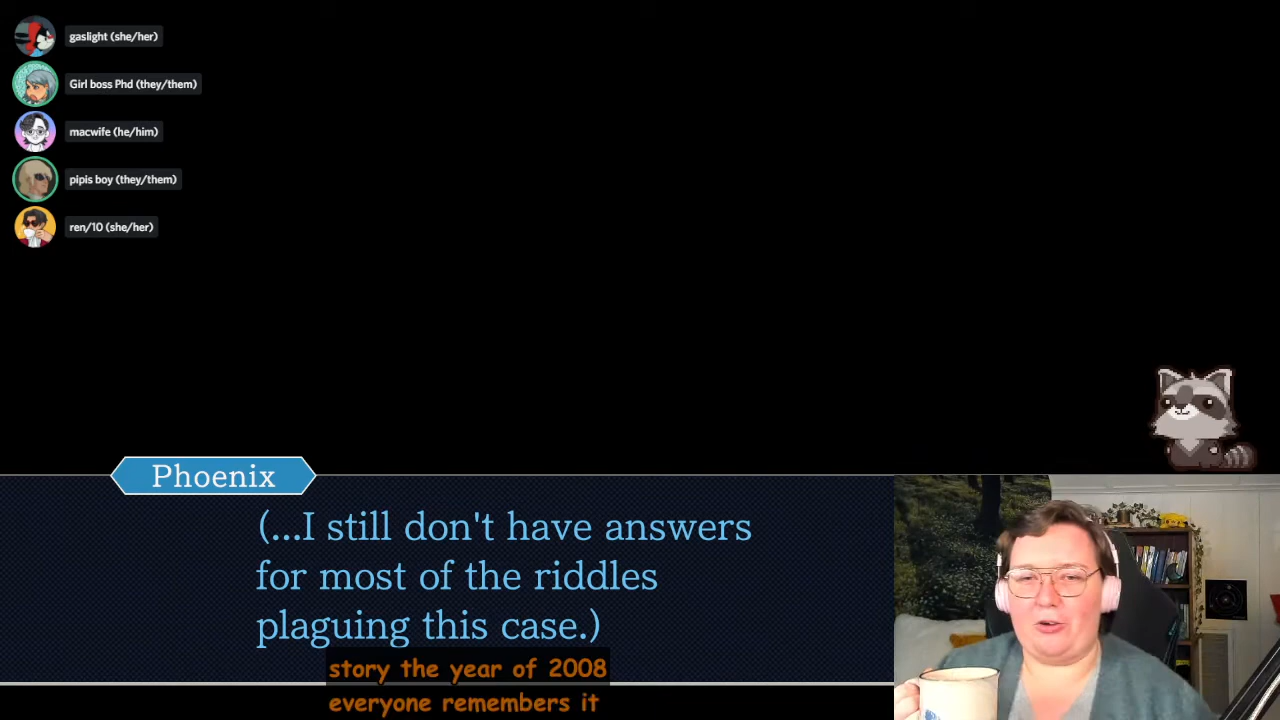 gaslight (she/her)
Girl boss Phd (they/them)
macwife (he/him)
pipis boy (they/them)
ren/10 (she/her)
Phoenix
(...I still don't have answers
for most of the riddles
plaguing this case.)
story the year of 2008
everyone remembers it